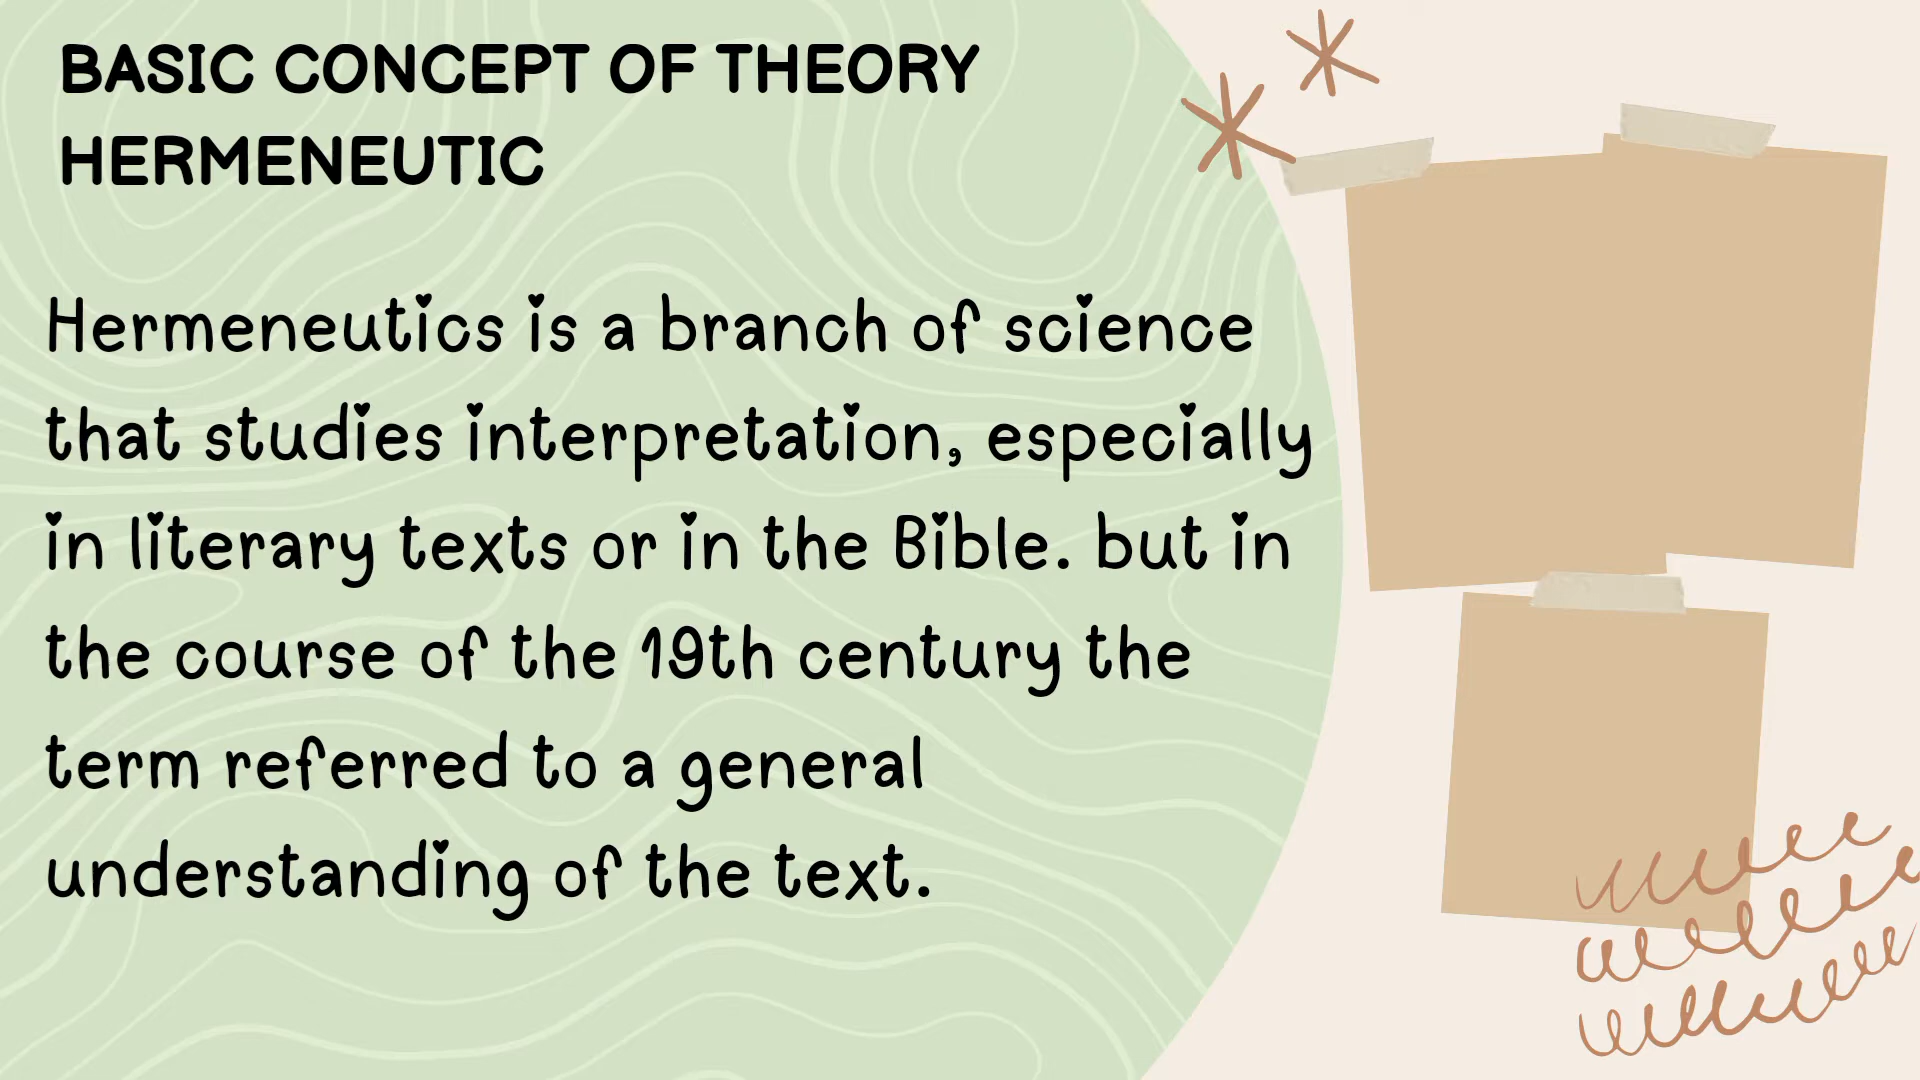 BASIC CONCEPT OF THEORY
HERMENEUTIC
Hermeneutics is a branch of science
that studies interpretation, especially
in literary texts or in the Bible. but in
the course of the 19th century the
term referred to a general
understanding of the text.